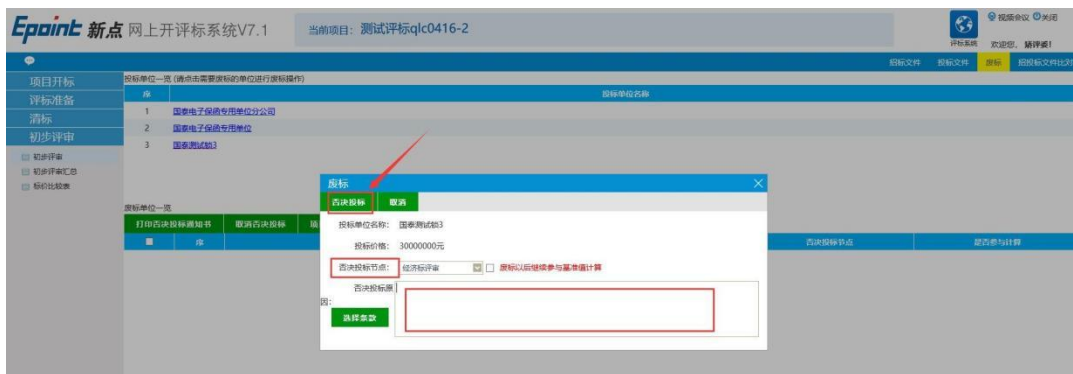 Epoint 新点 网上开评标系统V7.1
当前项目：测试评标qlc0416-2
视频会议 关闭
评标系统 欢迎您，
招标文件 投标文件 废标 招投标文件比对
项目开标
评标准备
清标
初步评审
初步评审
初步评审汇总
标价比较表
投标单位一览 (请点击需要废标的单位进行废标操作)
序 投标单位名称
1 国泰电子保函专用单位分公司
2 国泰电子保函专用单位
3 国泰测试锁3
废标单位一览
打印否决投标通知书 取消否决投标 项
序 否决投标节点 是否参与计算
废标
否决投标 取消
投标单位名称： 国泰测试锁3
投标价格： 30000000元
否决投标节点： 经济标评审 废标以后继续参与基准值计算
否决投标原
因：
选择条款